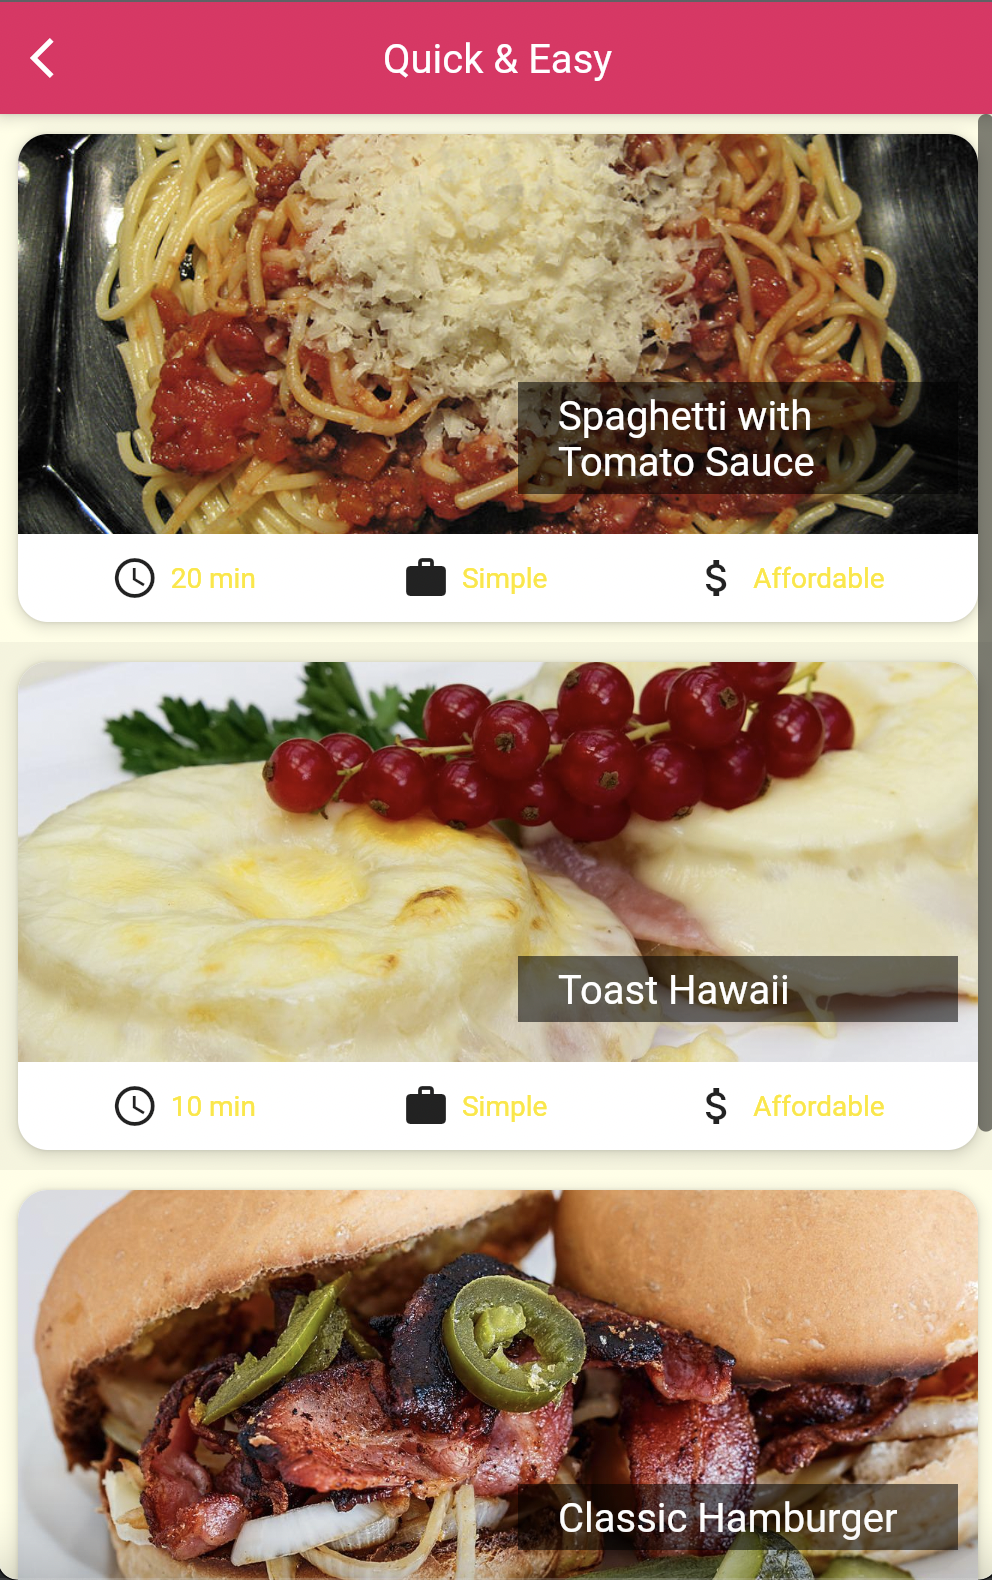 Quick & Easy
Spaghetti with
Tomato Sauce
20 min
Simple
Affordable
Toast Hawaii
10 min
Simple
Affordable
Classic Hamburger